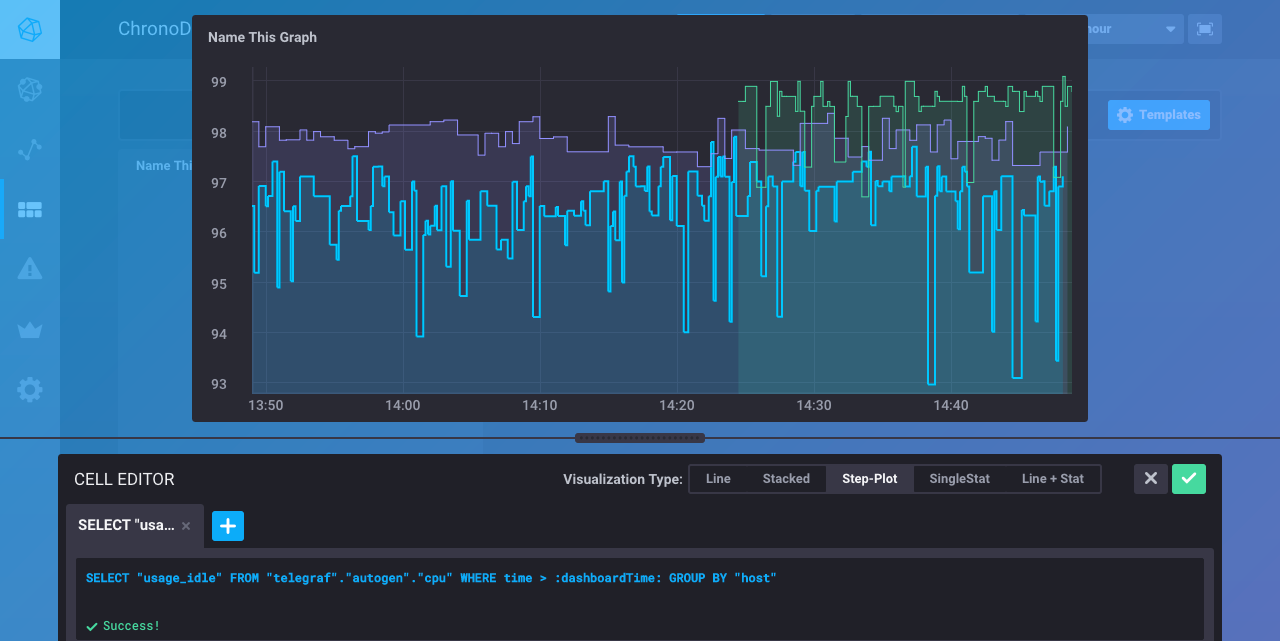 ChronoD
Name This Graph
our
99
98
97
96
95
94
93
13:50
14:00
14:10
14:20
14:30
14:40
Templates
Name Thi
CELL EDITOR
Visualization Type:
Line
Stacked
Step-Plot
SingleStat
Line + Stat
SELECT "usa...
SELECT "usage_idle" FROM "telegraf"."autogen"."cpu" WHERE time > :dashboardTime: GROUP BY "host"
Success!